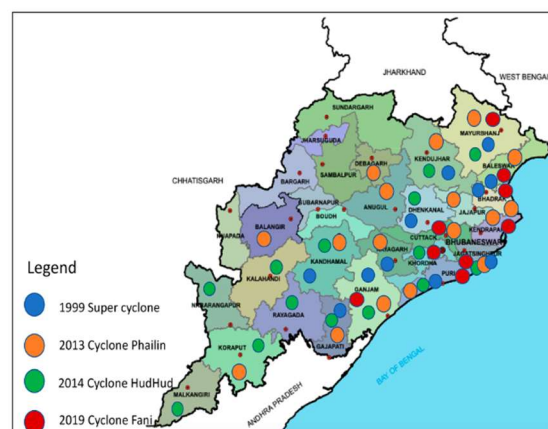 JHARKHAND
WEST BENGAL
SUNDARGARH
MAYURBHANJ
JHARSUGUDA
KENDUJHAR
DEBAGARH
BALESWAR
SAMBALPUR
BARGARH
BHADRAK
CHHATISGARH
SUBARNAPUR
ANUGUL
DHENKANAL
JAJAPUR
BOUDH
KENDRAPARA
BALANGIR
CUTTACK
NUAPADA
BHUBANESWAR
KANDHAMAL
NAYAGARH
JAGATSINGHPUR
KHORDHA
KALAHANDI
PURI
Legend
GANJAM
NABARANGAPUR
RAYAGADA
1999 Super cyclone
GAJAPATI
KORAPUT
BAY OF BENGAL
2013 Cyclone Phailin
2014 Cyclone HudHud
MALKANGIRI
ANDHRA PRADESH
2019 Cyclone Fani